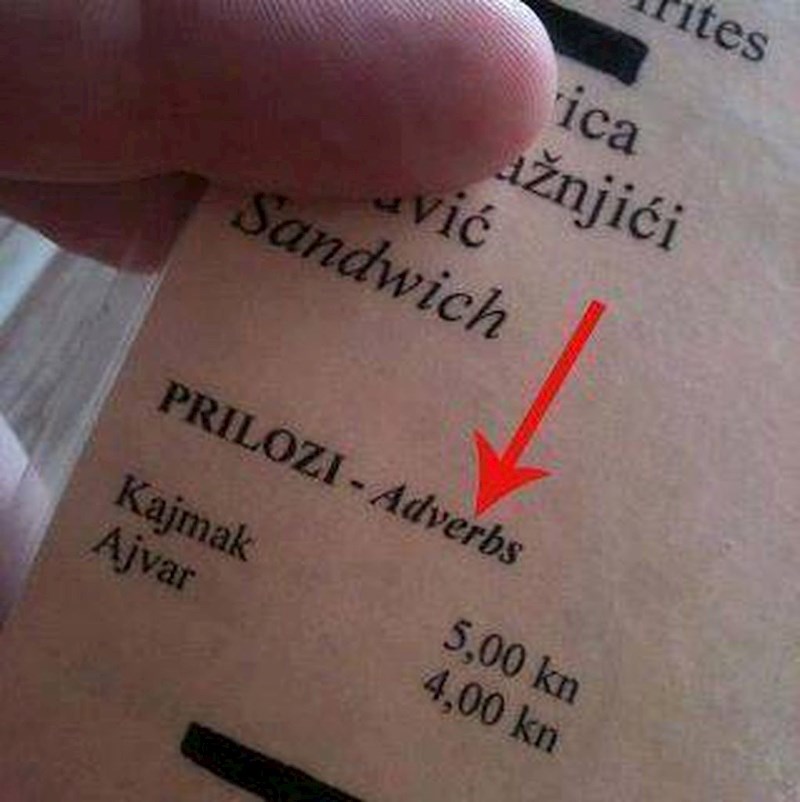 Sandwich
PRILOZI - Adverbs
Kajmak 5,00 kn
Ajvar 4,00 kn